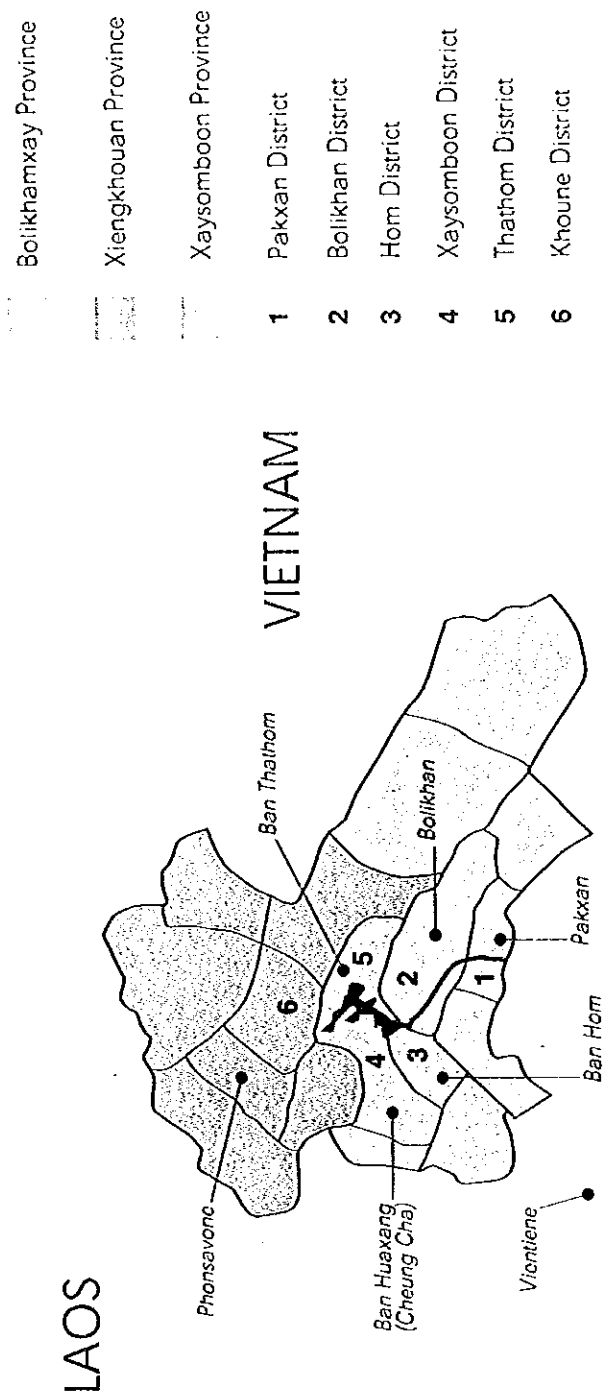 LAOS
VIETNAM
Phonsavone
Ban Thathom
Ban Huaxang
(Cheung Cha)
Bolikhan
Vientiene
Ban Hom
Pakxan
6
5
4
2
3
1
Bolikhamxay Province
Xiengkhouan Province
Xaysomboon Province
1 Pakxan District
2 Bolikhan District
3 Hom District
4 Xaysomboon District
5 Thathom District
6 Khoune District